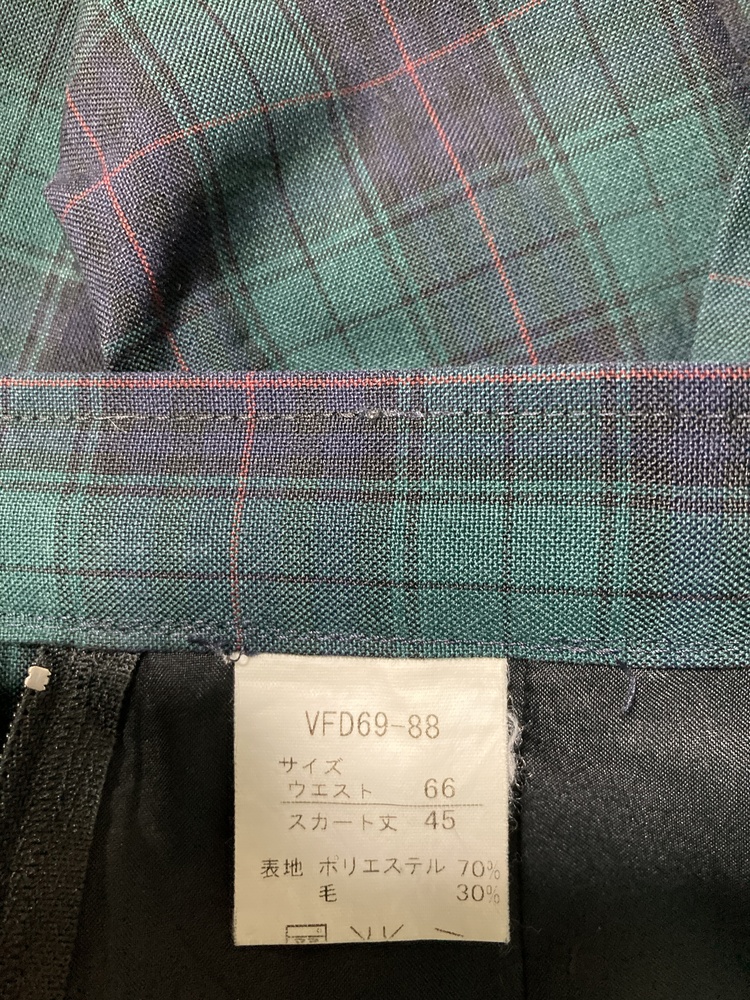 VFD69-88
サイズ
ウエスト 66
スカート丈 45
表地 ポリエステル 70%
毛 30%